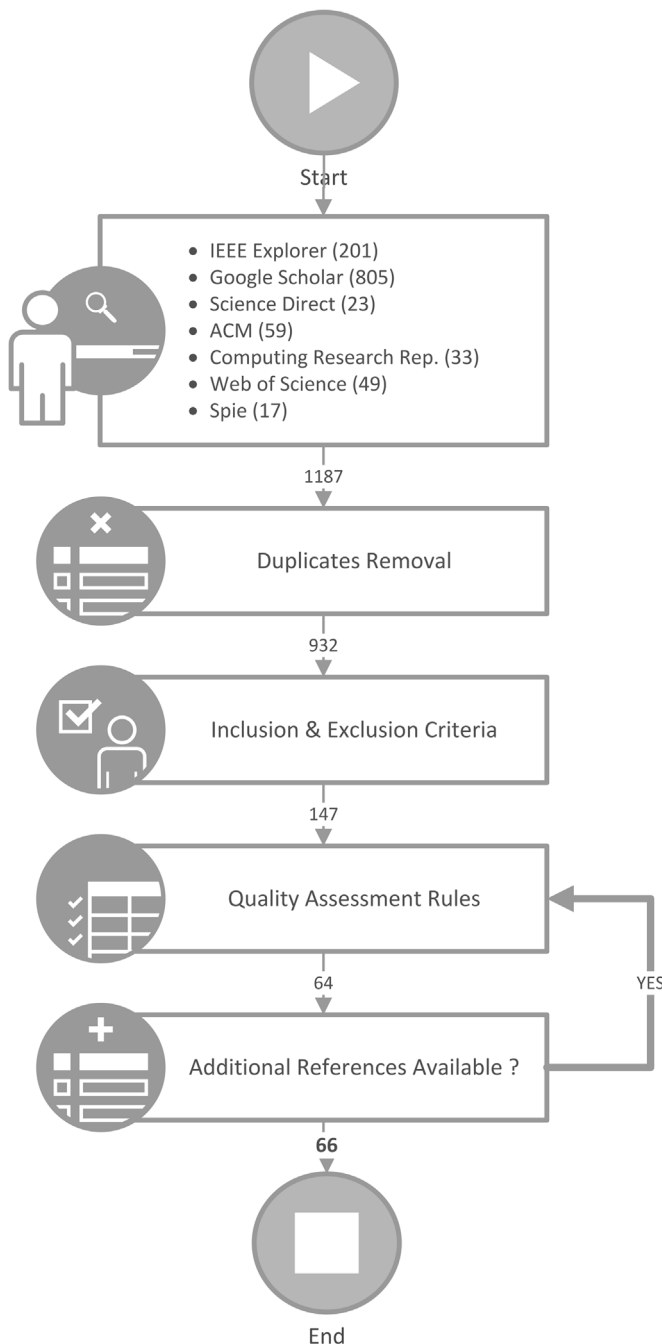 Start
• IEEE Explorer (201)
• Google Scholar (805)
• Science Direct (23)
• ACM (59)
• Computing Research Rep. (33)
• Web of Science (49)
• Spie (17)
1187
Duplicates Removal
932
Inclusion & Exclusion Criteria
147
Quality Assessment Rules
64
YES
Additional References Available ?
66
End